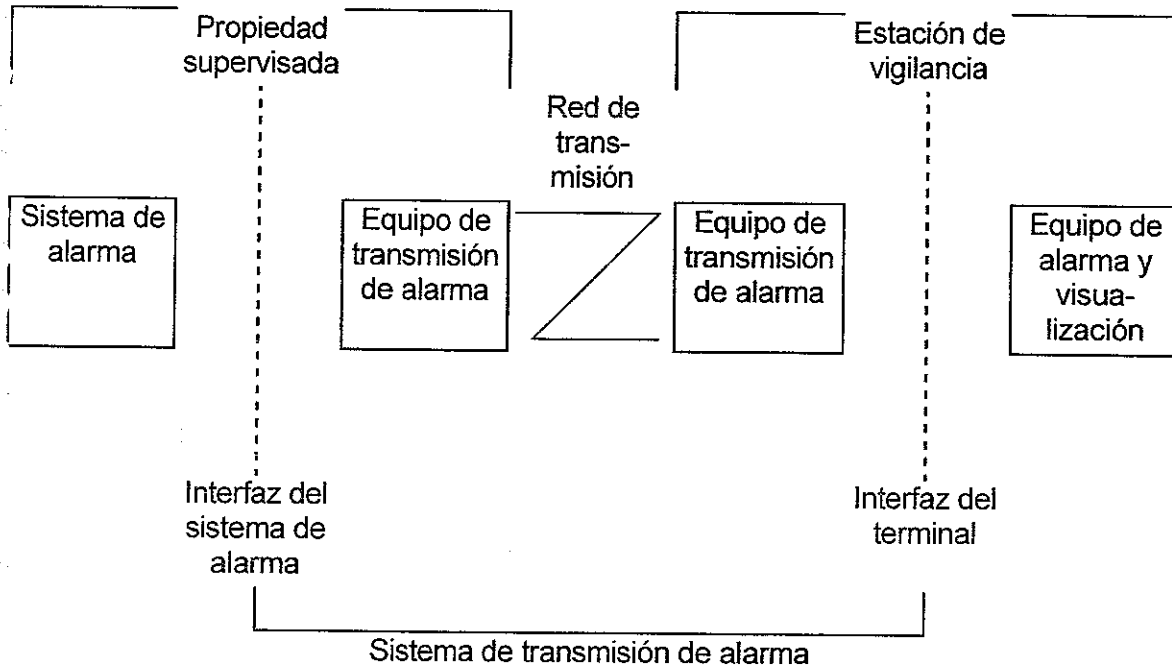 Propiedad
supervisada
Estación de
vigilancia
Red de
trans-
misión
Sistema de
alarma
Equipo de
transmisión
de alarma
Equipo de
transmisión
de alarma
Equipo de
alarma y
visua-
lización
Interfaz del
sistema de
alarma
Interfaz del
terminal
Sistema de transmisión de alarma